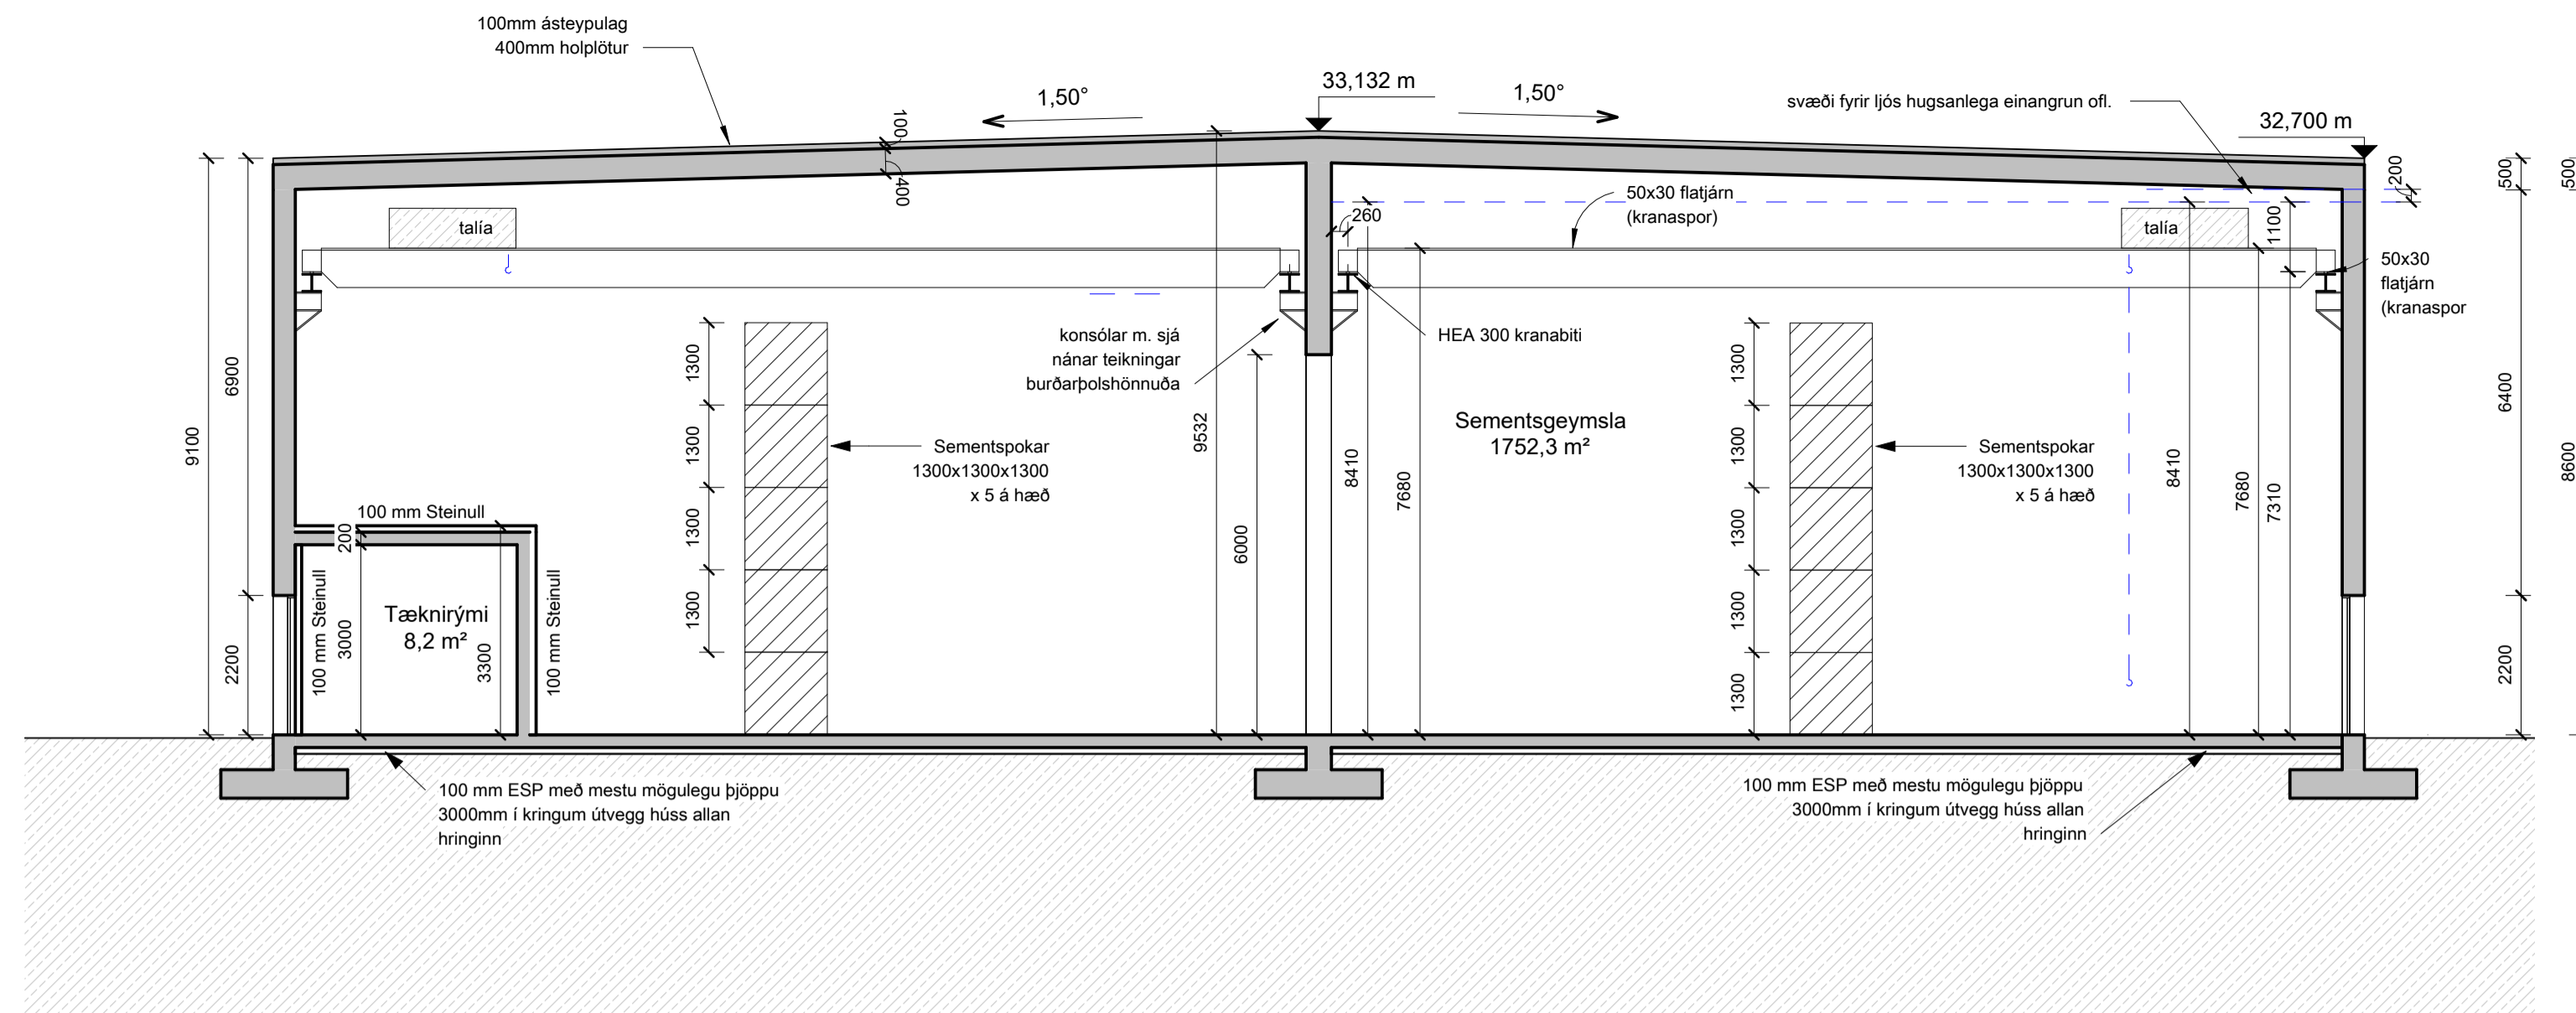 100mm ásteypulag
400mm holplötur
1,50°
33,132 m
1,50°
svæði fyrir ljós hugsanlega einangrun ofl.
32,700 m
100
400
200
500
500
talía
260
50x30 flatjárn
(kranaspor)
talía
1100
50x30
flatjárn
(kranaspor
konsólar m. sjá
nánar teikningar
burðarþolshönnuða
HEA 300 kranabiti
9100
6900
2200
1300
1300
1300
1300
Sementspokar
1300x1300x1300
x 5 á hæð
9532
6000
8410
7680
Sementsgeymsla
1752,3 m²
1300
1300
1300
1300
1300
Sementspokar
1300x1300x1300
x 5 á hæð
8410
7680
7310
6400
2200
8600
100 mm Steinull
200
100 mm Steinull
3000
Tæknirými
8,2 m²
3300
100 mm Steinull
100 mm ESP með mestu mögulegu þjöppu
3000mm í kringum útvegg húss allan
hringinn
100 mm ESP með mestu mögulegu þjöppu
3000mm í kringum útvegg húss allan
hringinn